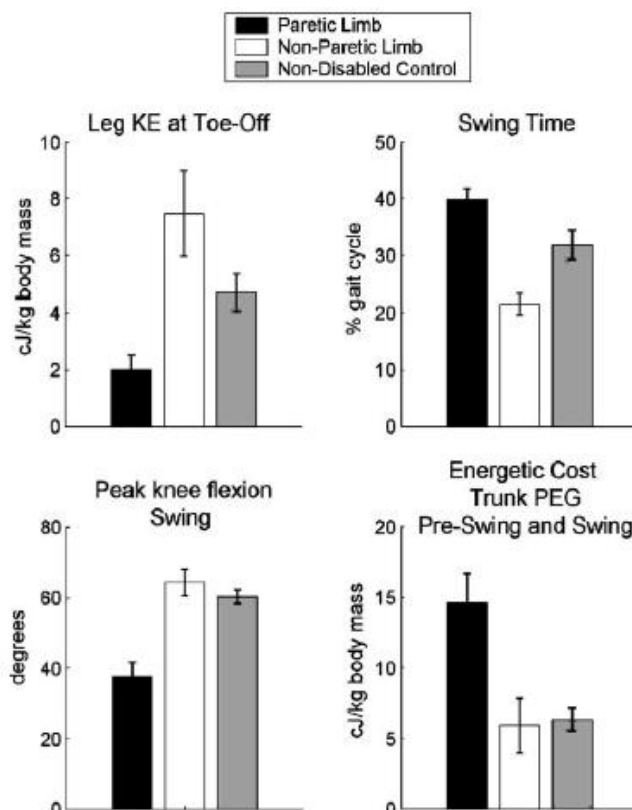 Paretic Limb
Non-Paretic Limb
Non-Disabled Control
Leg KE at Toe-Off
cJ/kg body mass
10
8
6
4
2
0
Swing Time
% gait cycle
50
40
30
20
10
0
Peak knee flexion
Swing
degrees
80
60
40
20
0
Energetic Cost
Trunk PEG
Pre-Swing and Swing
cJ/kg body mass
20
15
10
5
0